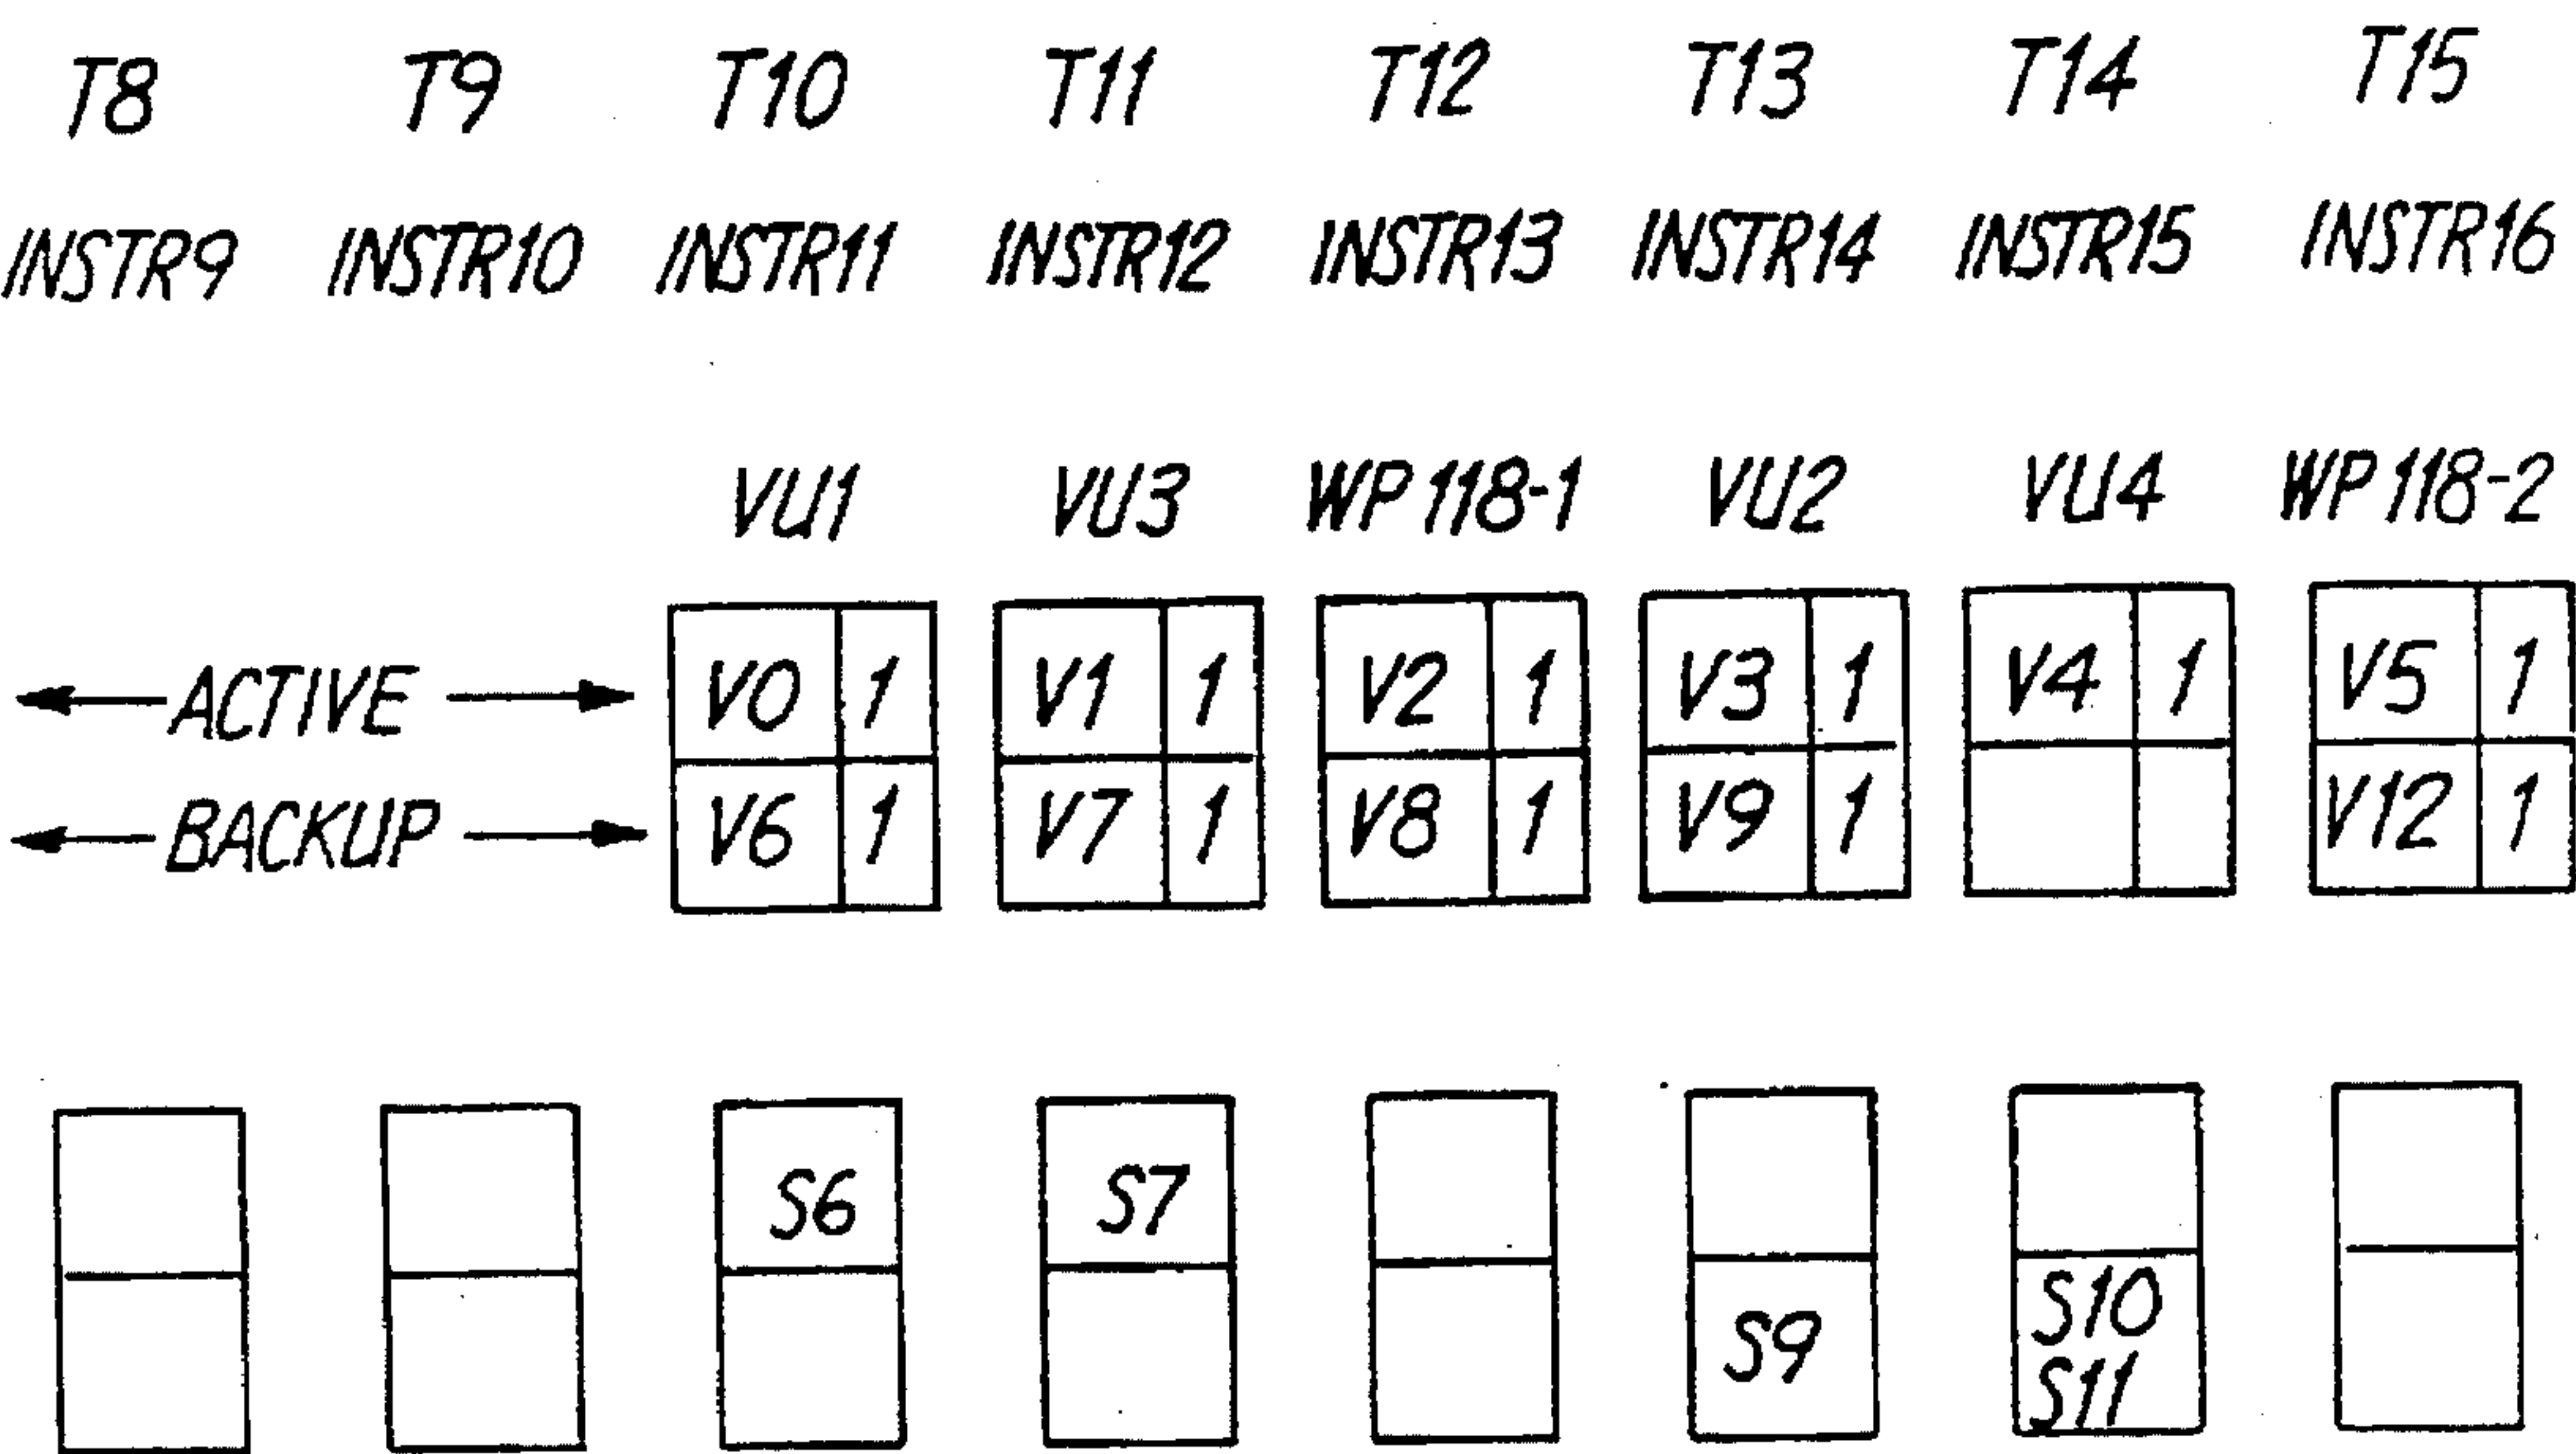 T8 T9 T10 T11 T12 T13 T14 T15
INSTR9 INSTR10 INSTR11 INSTR12 INSTR13 INSTR14 INSTR15 INSTR16
VU1 VU3 WP 118-1 VU2 VU4 WP 118-2
ACTIVE V0 1 V1 1 V2 1 V3 1 V4 1 V5 1
BACKUP V6 1 V7 1 V8 1 V9 1 V12 1
S6 S7
S9 S10
S11